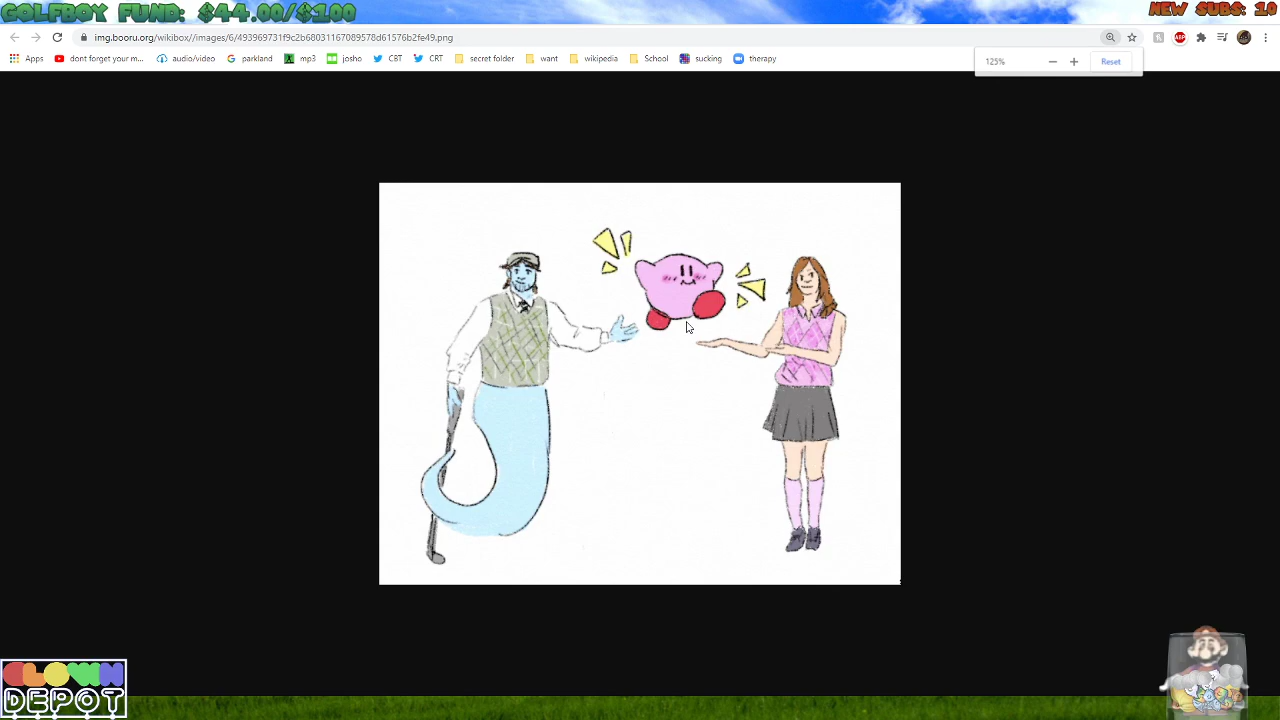 GOLFBOY FUND: $44.00/$100
NEW SUBS: 10
img.booru.org/wikibox//images/6/493969731f9c2b68031167089578d61576b2fe49.png
Apps dont forget your m... audio/video parkland mp3 josho CBT CRT secret folder want wikipedia School sucking therapy
125% Reset
CLOWN
DEPOT